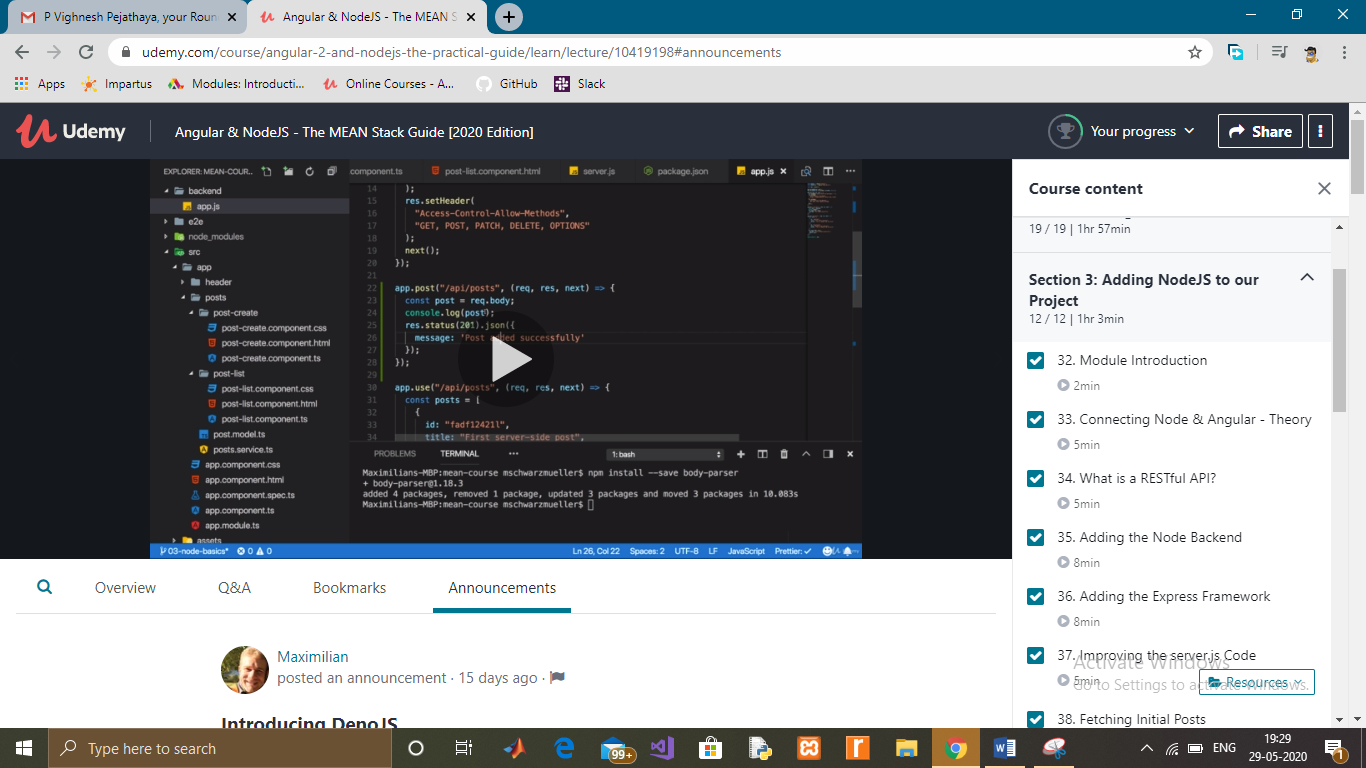 P Vighnesh Pejathaya, your Roun
Angular & NodeJS - The MEAN S
udemy.com/course/angular-2-and-nodejs-the-practical-guide/learn/lecture/10419198#announcements
Apps
Impartus
Modules: Introducti...
Online Courses - A...
GitHub
Slack
Udemy
Angular & NodeJS - The MEAN Stack Guide [2020 Edition]
Your progress
Share
EXPLORER: MEAN-COUR...
backend
app.js
e2e
node_modules
src
app
header
posts
post-create
post-create.component.css
post-create.component.html
post-create.component.ts
post-list
post-list.component.css
post-list.component.html
post-list.component.ts
post.model.ts
posts.service.ts
app.component.css
app.component.html
app.component.spec.ts
app.component.ts
app.module.ts
assets
component.ts
post-list.component.html
server.js
package.json
app.js
14 );
15 res.setHeader(
16 "Access-Control-Allow-Methods",
17 "GET, POST, PATCH, DELETE, OPTIONS"
18 );
19 next();
20 });
21
22 app.post("/api/posts", (req, res, next) => {
23 const post = req.body;
24 console.log(post);
25 res.status(201).json({
26 message: 'Post added successfully'
27 });
28 });
29
30 app.use("/api/posts", (req, res, next) => {
31 const posts = [
32 {
33 id: "fadf12421l",
34 title: "First server-side post",
PROBLEMS
TERMINAL
...
1: bash
Maximilians-MBP:mean-course mschwarzmueller$ npm install --save body-parser
+ body-parser@1.18.3
added 4 packages, removed 1 package, updated 3 packages and moved 3 packages in 10.083s
Maximilians-MBP:mean-course mschwarzmueller$
03-node-basics*
0
0
Ln 26, Col 22
Spaces: 2
UTF-8
LF
JavaScript
Prettier: ✓
Overview
Q&A
Bookmarks
Announcements
Maximilian
posted an announcement · 15 days ago ·
Introducing DenoJS
Course content
19 / 19 | 1hr 57min
Section 3: Adding NodeJS to our
Project
12 / 12 | 1hr 3min
32. Module Introduction
2min
33. Connecting Node & Angular - Theory
5min
34. What is a RESTful API?
5min
35. Adding the Node Backend
8min
36. Adding the Express Framework
8min
37. Improving the server.js Code
5min
Resources
38. Fetching Initial Posts
Activate Windows
Go to Settings to activate Windows.
Type here to search
99+
ENG
19:29
29-05-2020
1